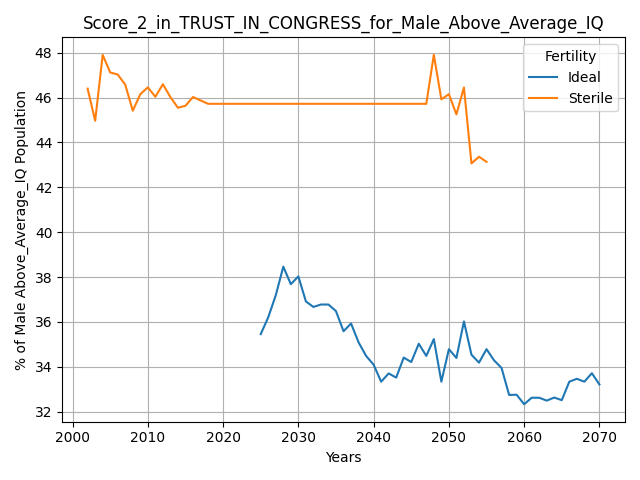 Score_2_in_TRUST_IN_CONGRESS_for_Male_Above_Average_IQ
% of Male Above_Average_IQ Population
48
46
44
42
40
38
36
34
32
Fertility
Ideal
Sterile
2000 2010 2020 2030 2040 2050 2060 2070
Years